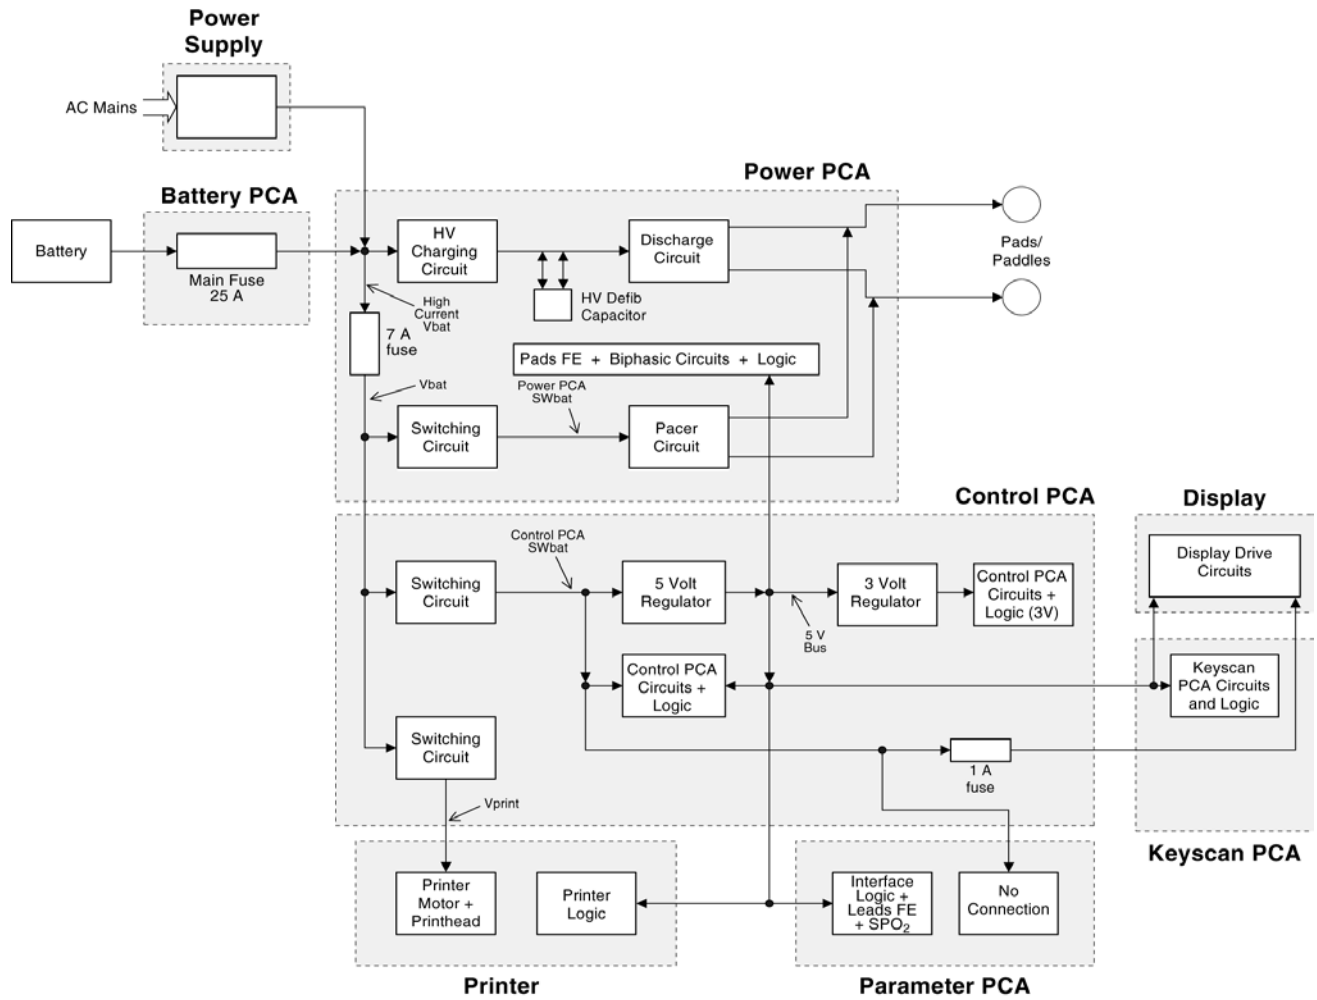 Power
Supply
AC Mains
Battery PCA
Battery
Main Fuse
25 A
Power PCA
HV
Charging
Circuit
Discharge
Circuit
HV Defib
Capacitor
Pads/
Paddles
High
Current
Vbat
7 A
fuse
Vbat
Pads FE + Biphasic Circuits + Logic
Power PCA
SWbat
Switching
Circuit
Pacer
Circuit
Control PCA
Display
Control PCA
SWbat
Switching
Circuit
5 Volt
Regulator
5 V
Bus
3 Volt
Regulator
Control PCA
Circuits +
Logic (3V)
Display Drive
Circuits
Control PCA
Circuits +
Logic
Keyscan
PCA Circuits
and Logic
Switching
Circuit
1 A
fuse
Vprint
Keyscan PCA
Printer
Motor +
Printhead
Printer
Logic
Interface
Logic +
Leads FE
+ SPO2
No
Connection
Printer
Parameter PCA